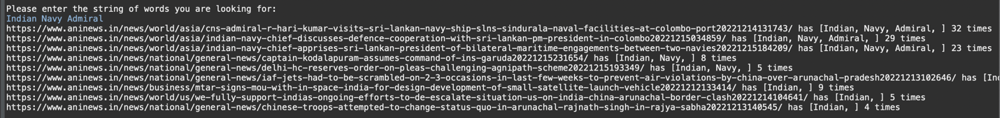 Please enter the string of words you are looking for:
Indian Navy Admiral
https://www.aninews.in/news/world/asia/cns-admiral-r-hari-kumar-visits-sri-lankan-navy-ship-slns-sindurala-naval-facilities-at-colombo-port20221214131743/ has [Indian, Navy, Admiral, ] 32 times
https://www.aninews.in/news/world/asia/indian-navy-chief-discusses-defence-cooperation-with-sri-lankan-pm-president-in-colombo20221215034859/ has [Indian, Navy, Admiral, ] 29 times
https://www.aninews.in/news/world/asia/indian-navy-chief-apprises-sri-lankan-president-of-bilateral-maritime-engagements-between-two-navies20221215184209/ has [Indian, Navy, Admiral, ] 23 times
https://www.aninews.in/news/national/general-news/captain-kodalapuram-assumes-command-of-ins-garuda20221215231654/ has [Indian, Navy, ] 8 times
https://www.aninews.in/news/national/general-news/delhi-hc-reserves-order-on-pleas-challenging-agnipath-scheme20221215193349/ has [Indian, Navy, ] 5 times
https://www.aninews.in/news/national/general-news/iaf-jets-had-to-be-scrambled-on-2-3-occasions-in-last-few-weeks-to-prevent-air-violations-by-china-over-arunachal-pradesh20221213102646/ has [In
https://www.aninews.in/news/business/mtar-signs-mou-with-in-space-india-for-design-development-of-small-satellite-launch-vehicle20221212133414/ has [Indian, ] 9 times
https://www.aninews.in/news/world/us/we-fully-support-indias-ongoing-efforts-to-de-escalate-situation-us-on-india-china-arunachal-border-clash20221214104641/ has [Indian, ] 5 times
https://www.aninews.in/news/national/general-news/chinese-troops-attempted-to-change-status-quo-in-arunachal-rajnath-singh-in-rajya-sabha20221213140545/ has [Indian, ] 4 times